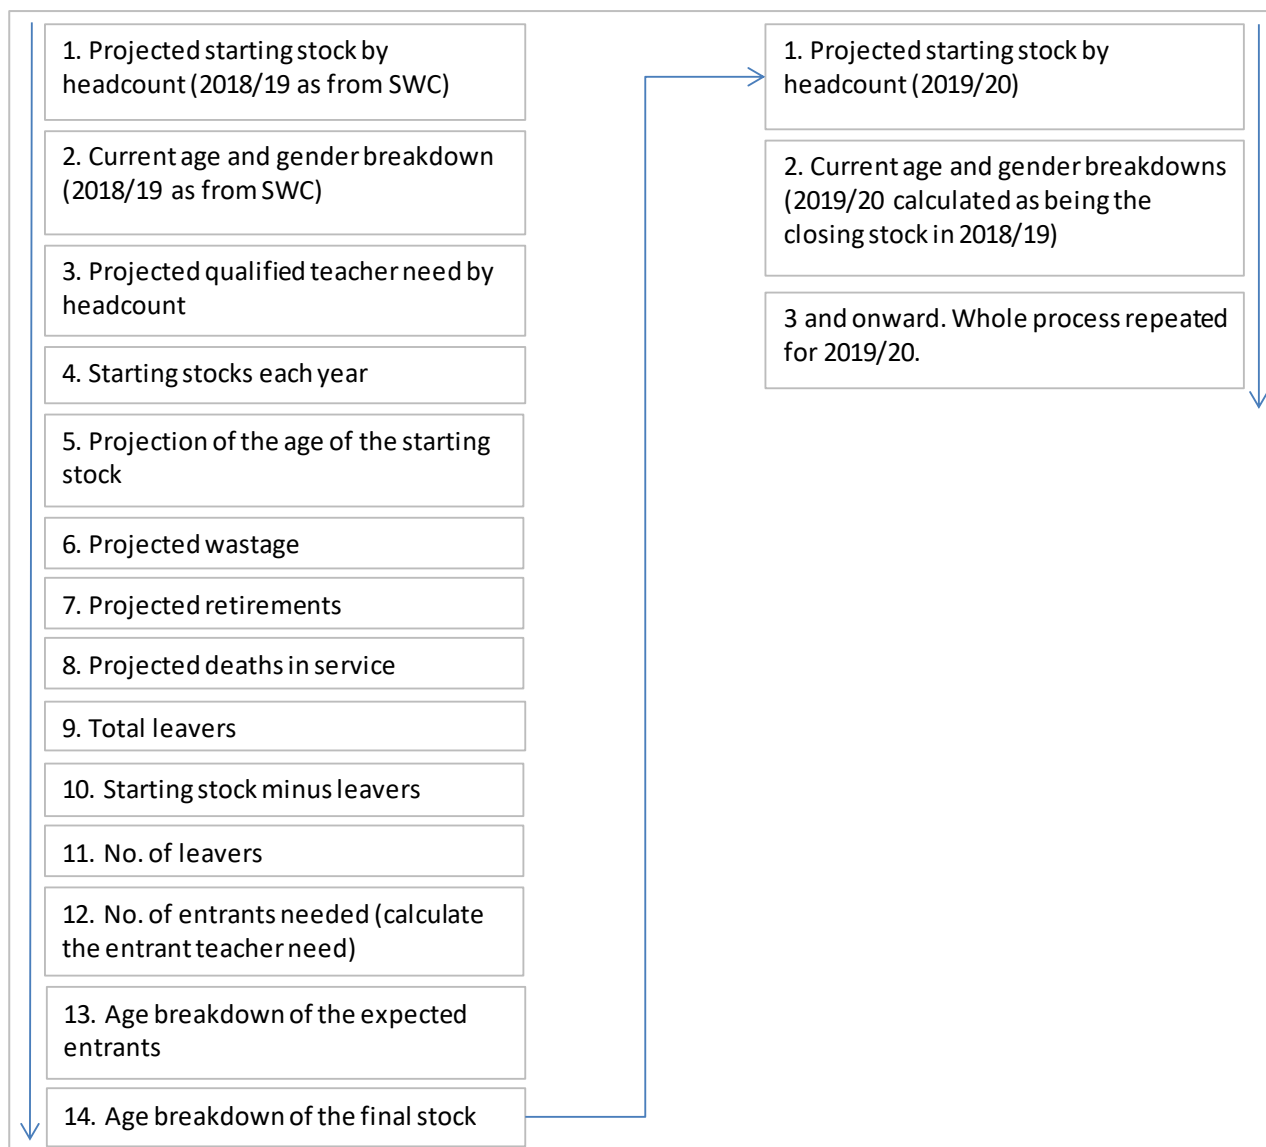 1. Projected starting stock by
headcount (2018/19 as from SWC)
2. Current age and gender breakdown
(2018/19 as from SWC)
3. Projected qualified teacher need by
headcount
4. Starting stocks each year
5. Projection of the age of the starting
stock
6. Projected wastage
7. Projected retirements
8. Projected deaths in service
9. Total leavers
10. Starting stock minus leavers
11. No. of leavers
12. No. of entrants needed (calculate
the entrant teacher need)
13. Age breakdown of the expected
entrants
14. Age breakdown of the final stock
1. Projected starting stock by
headcount (2019/20)
2. Current age and gender breakdowns
(2019/20 calculated as being the
closing stock in 2018/19)
3 and onward. Whole process repeated
for 2019/20.